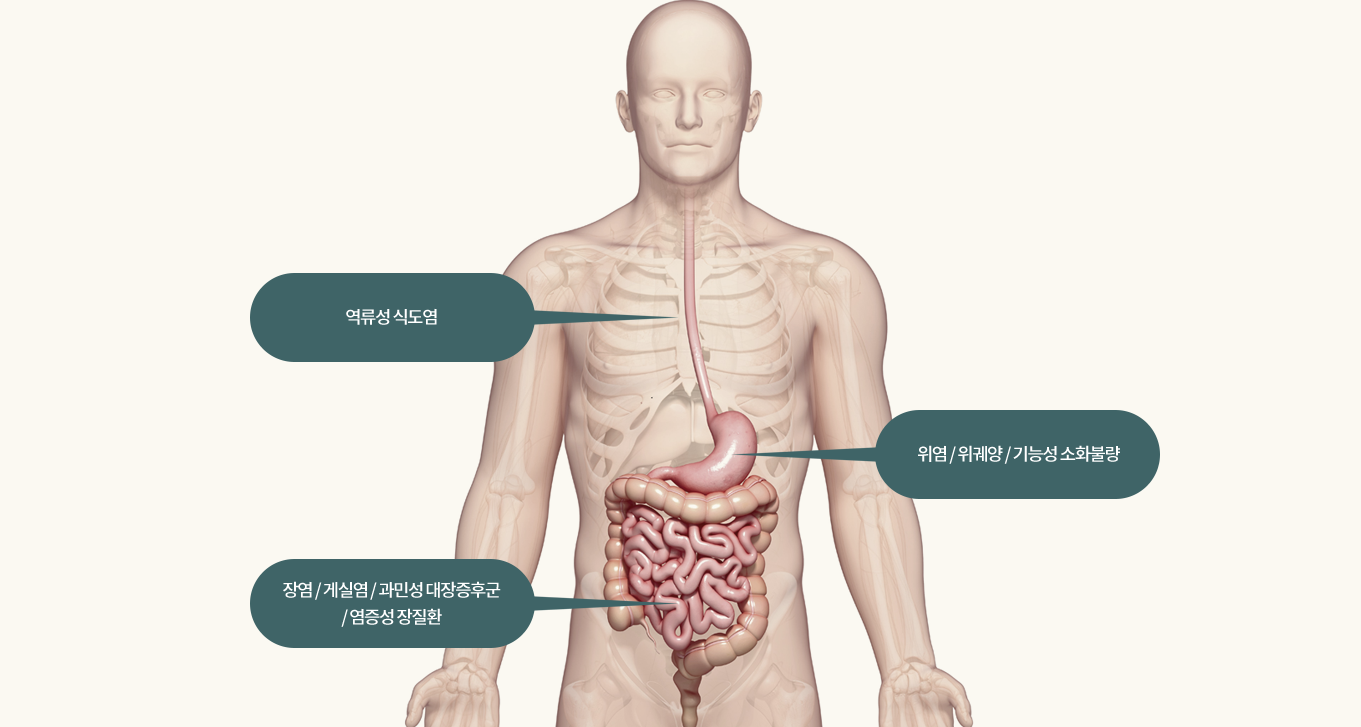 역류성 식도염
위염 / 위궤양 / 기능성 소화불량
장염 / 게실염 / 과민성 대장증후군
/ 염증성 장질환